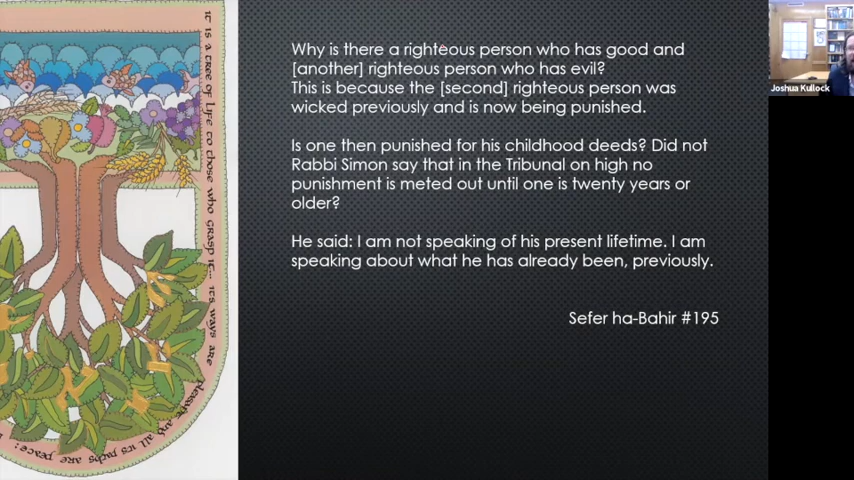 Why is there a righteous person who has good and
[another] righteous person who has evil?
This is because the [second] righteous person was
wicked previously and is now being punished.
Is one then punished for his childhood deeds? Did not
Rabbi Simon say that in the Tribunal on high no
punishment is meted out until one is twenty years or
older?
He said: I am not speaking of his present lifetime. I am
speaking about what he has already been, previously.
Sefer ha-Bahir #195
it is a tree of life to those who grasp it... its ways are
pleasant, and all its paths are peace:
Joshua Kullock